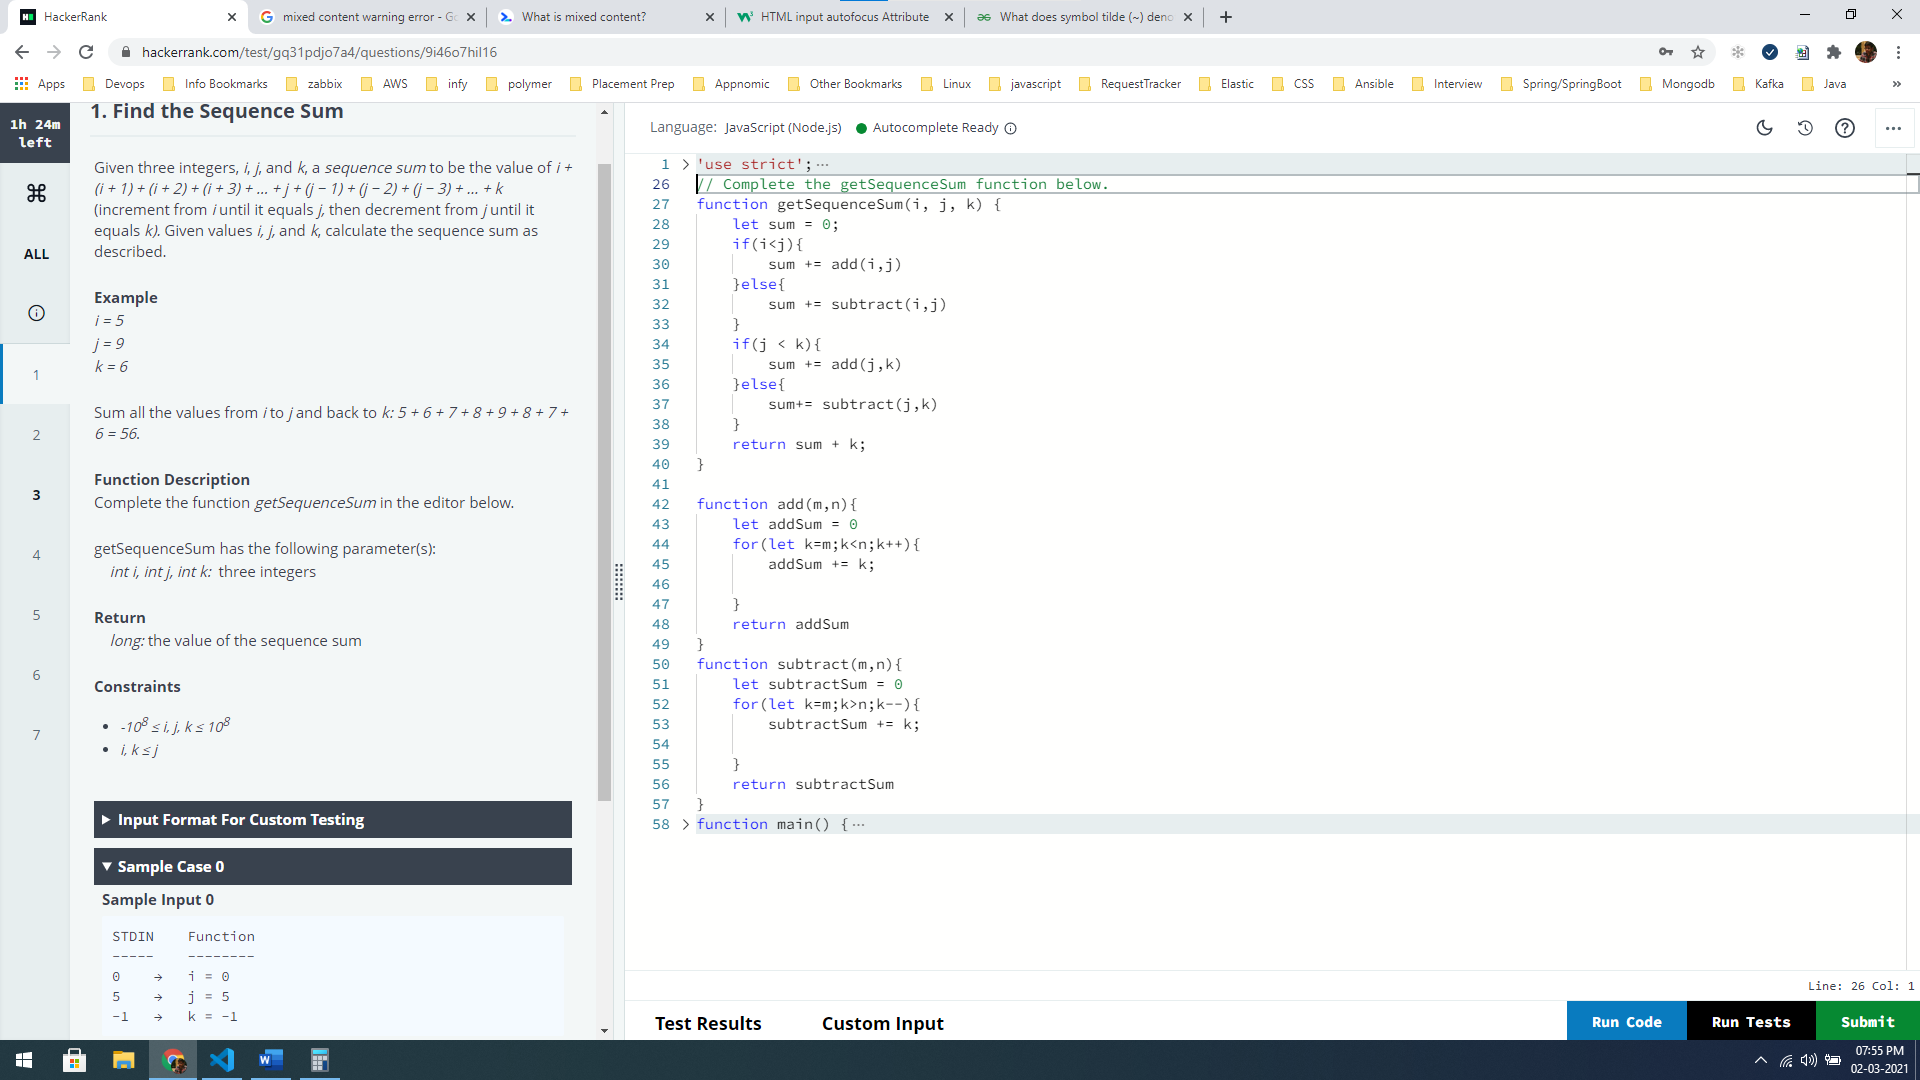 HackerRank
mixed content warning error - Go
What is mixed content?
HTML input autofocus Attribute
What does symbol tilde (~) deno
hackerrank.com/test/gq31pdjo7a4/questions/9i46o7hil16
Apps
Devops
Info Bookmarks
zabbix
AWS
infy
polymer
Placement Prep
Appnomic
Other Bookmarks
Linux
javascript
RequestTracker
Elastic
CSS
Ansible
Interview
Spring/SpringBoot
Mongodb
Kafka
Java
»
1h 24m
left
ALL
1
2
3
4
5
6
7
1. Find the Sequence Sum
Given three integers, i, j, and k, a sequence sum to be the value of i +
(i + 1) + (i + 2) + (i + 3) + … + j + (j − 1) + (j − 2) + (j − 3) + … + k
(increment from i until it equals j, then decrement from j until it
equals k). Given values i, j, and k, calculate the sequence sum as
described.
Example
i = 5
j = 9
k = 6
Sum all the values from i to j and back to k: 5 + 6 + 7 + 8 + 9 + 8 + 7 +
6 = 56.
Function Description
Complete the function getSequenceSum in the editor below.
getSequenceSum has the following parameter(s):
int i, int j, int k: three integers
Return
long: the value of the sequence sum
Constraints
• -10^8 ≤ i, j, k ≤ 10^8
• i, k ≤ j
Input Format For Custom Testing
Sample Case 0
Sample Input 0
STDIN Function
----- --------
0 → i = 0
5 → j = 5
-1 → k = -1
Language: JavaScript (Node.js) Autocomplete Ready
1 'use strict'; ···
26 // Complete the getSequenceSum function below.
27 function getSequenceSum(i, j, k) {
28 let sum = 0;
29 if(i<j){
30 sum += add(i,j)
31 }else{
32 sum += subtract(i,j)
33 }
34 if(j < k){
35 sum += add(j,k)
36 }else{
37 sum+= subtract(j,k)
38 }
39 return sum + k;
40 }
41
42 function add(m,n){
43 let addSum = 0
44 for(let k=m;k<n;k++){
45 addSum += k;
46
47 }
48 return addSum
49 }
50 function subtract(m,n){
51 let subtractSum = 0
52 for(let k=m;k>n;k--){
53 subtractSum += k;
54
55 }
56 return subtractSum
57 }
58 function main() { ···
Line: 26 Col: 1
Test Results
Custom Input
Run Code
Run Tests
Submit
07:55 PM
02-03-2021